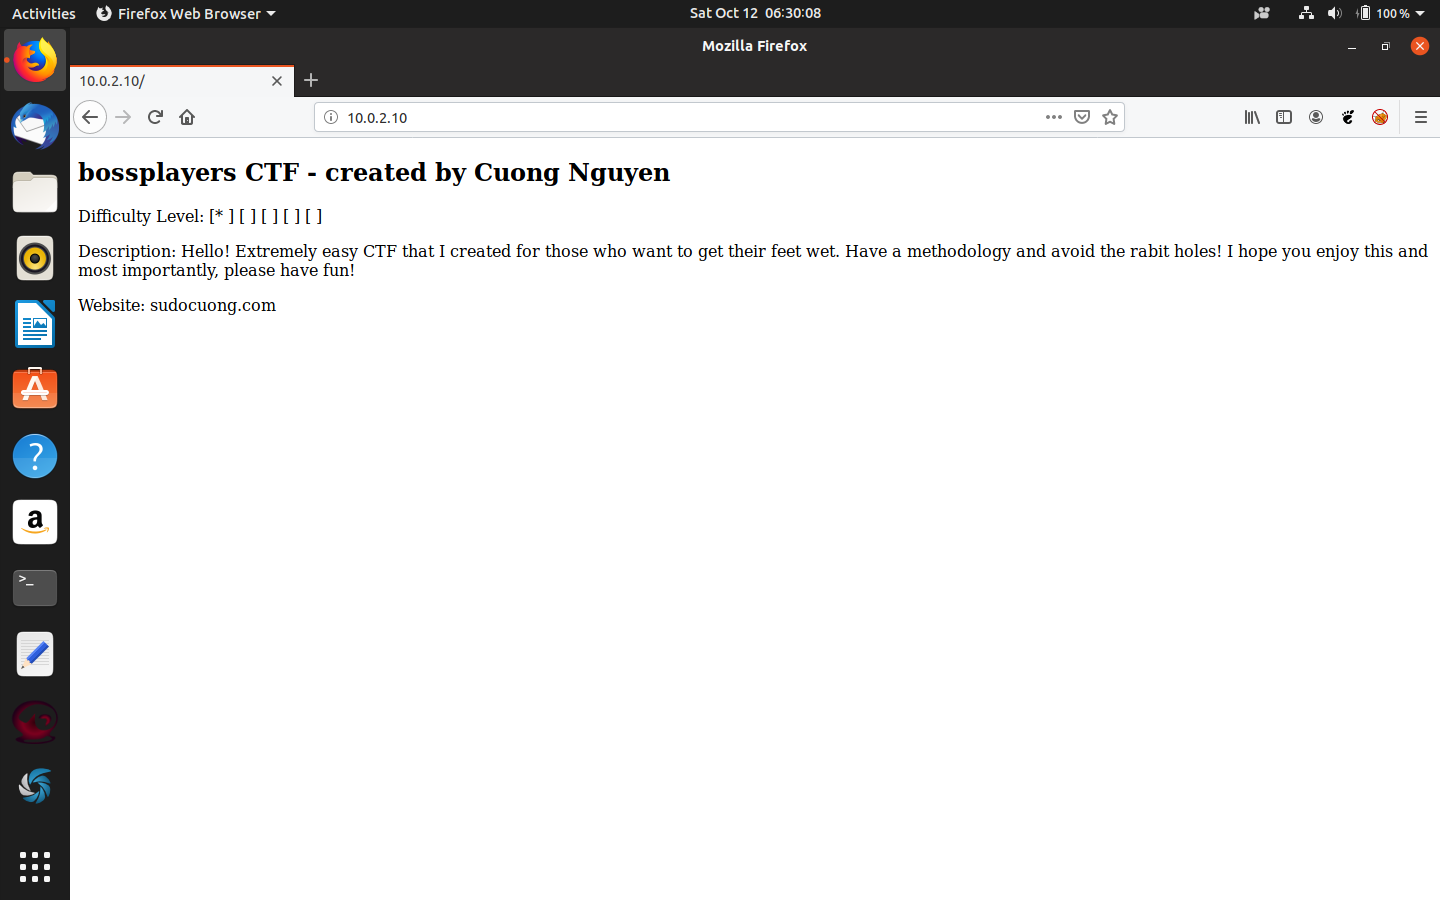 Activities Firefox Web Browser Sat Oct 12 06:30:08 100 %
Mozilla Firefox
10.0.2.10/
10.0.2.10
bossplayers CTF - created by Cuong Nguyen
Difficulty Level: [* ] [ ] [ ] [ ] [ ]
Description: Hello! Extremely easy CTF that I created for those who want to get their feet wet. Have a methodology and avoid the rabit holes! I hope you enjoy this and
most importantly, please have fun!
Website: sudocuong.com
?
a
>_